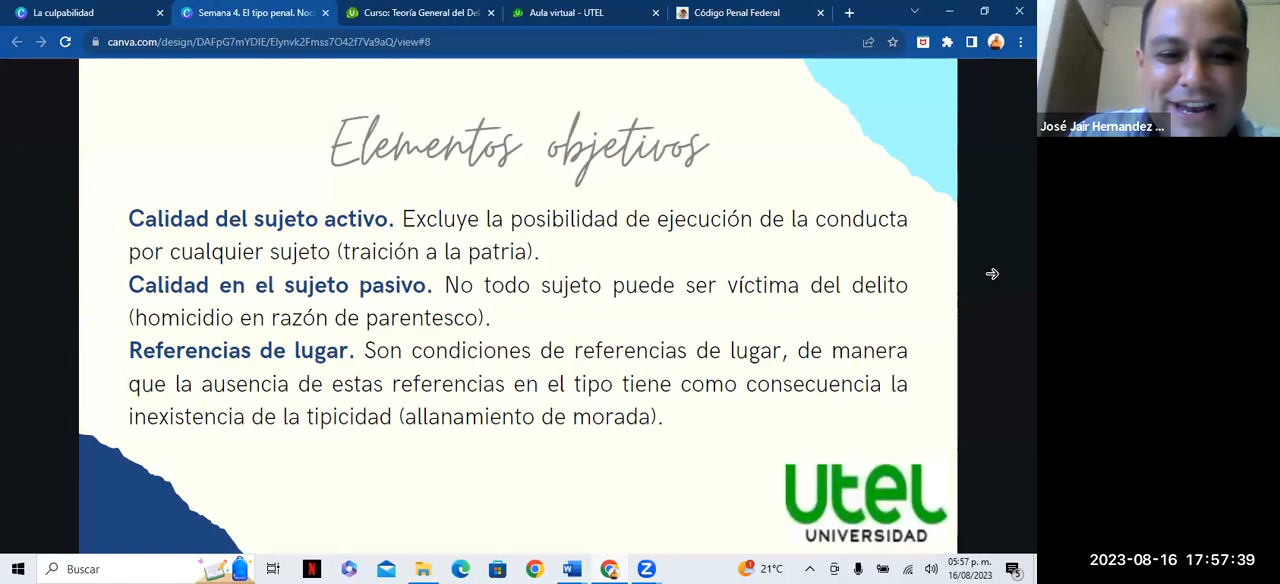 La culpabilidad
Semana 4. El tipo penal. Noc
Curso: Teoría General del Del
Aula virtual - UTEL
Código Penal Federal
canva.com/design/DAFpG7mYDIE/Elynvk2Fmss7O42f7Va9aQ/view#8
José Jair Hernandez ...
Elementos objetivos
Calidad del sujeto activo. Excluye la posibilidad de ejecución de la conducta
por cualquier sujeto (traición a la patria).
Calidad en el sujeto pasivo. No todo sujeto puede ser víctima del delito
(homicidio en razón de parentesco).
Referencias de lugar. Son condiciones de referencias de lugar, de manera
que la ausencia de estas referencias en el tipo tiene como consecuencia la
inexistencia de la tipicidad (allanamiento de morada).
Utel
UNIVERSIDAD
Buscar
21°C
05:57 p. m.
16/08/2023
5
2023-08-16 17:57:39